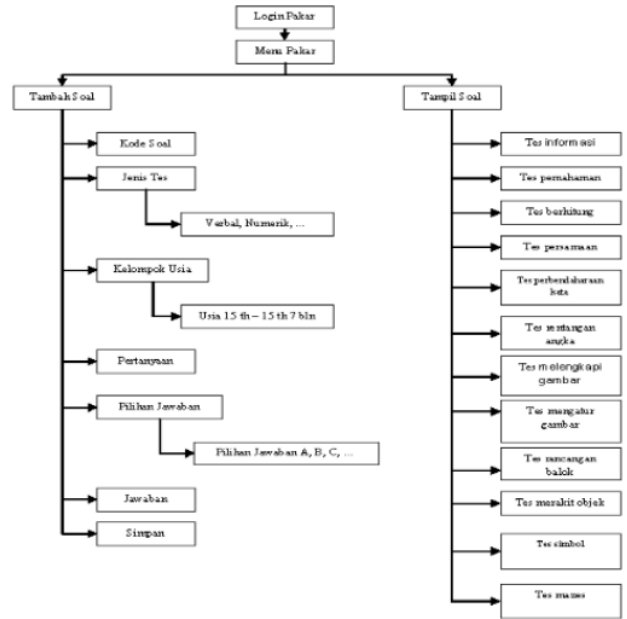 Login Pakar
Menu Pakar
Tambah Soal
Tampil Soal
Kode Soal
Jenis Tes
Verbal, Numerik, ...
Kelompok Usia
Usia 15 th – 15 th 7 bln
Pertanyaan
Pilihan Jawaban
Pilihan Jawaban A, B, C, ...
Jawaban
Simpan
Tes informasi
Tes pemahaman
Tes berhitung
Tes persamaan
Tes perbendaharaan
kata
Tes rentangan
angka
Tes melengkapi
gambar
Tes mengatur
gambar
Tes rancangan
balok
Tes merakit objek
Tes simbol
Tes mazes